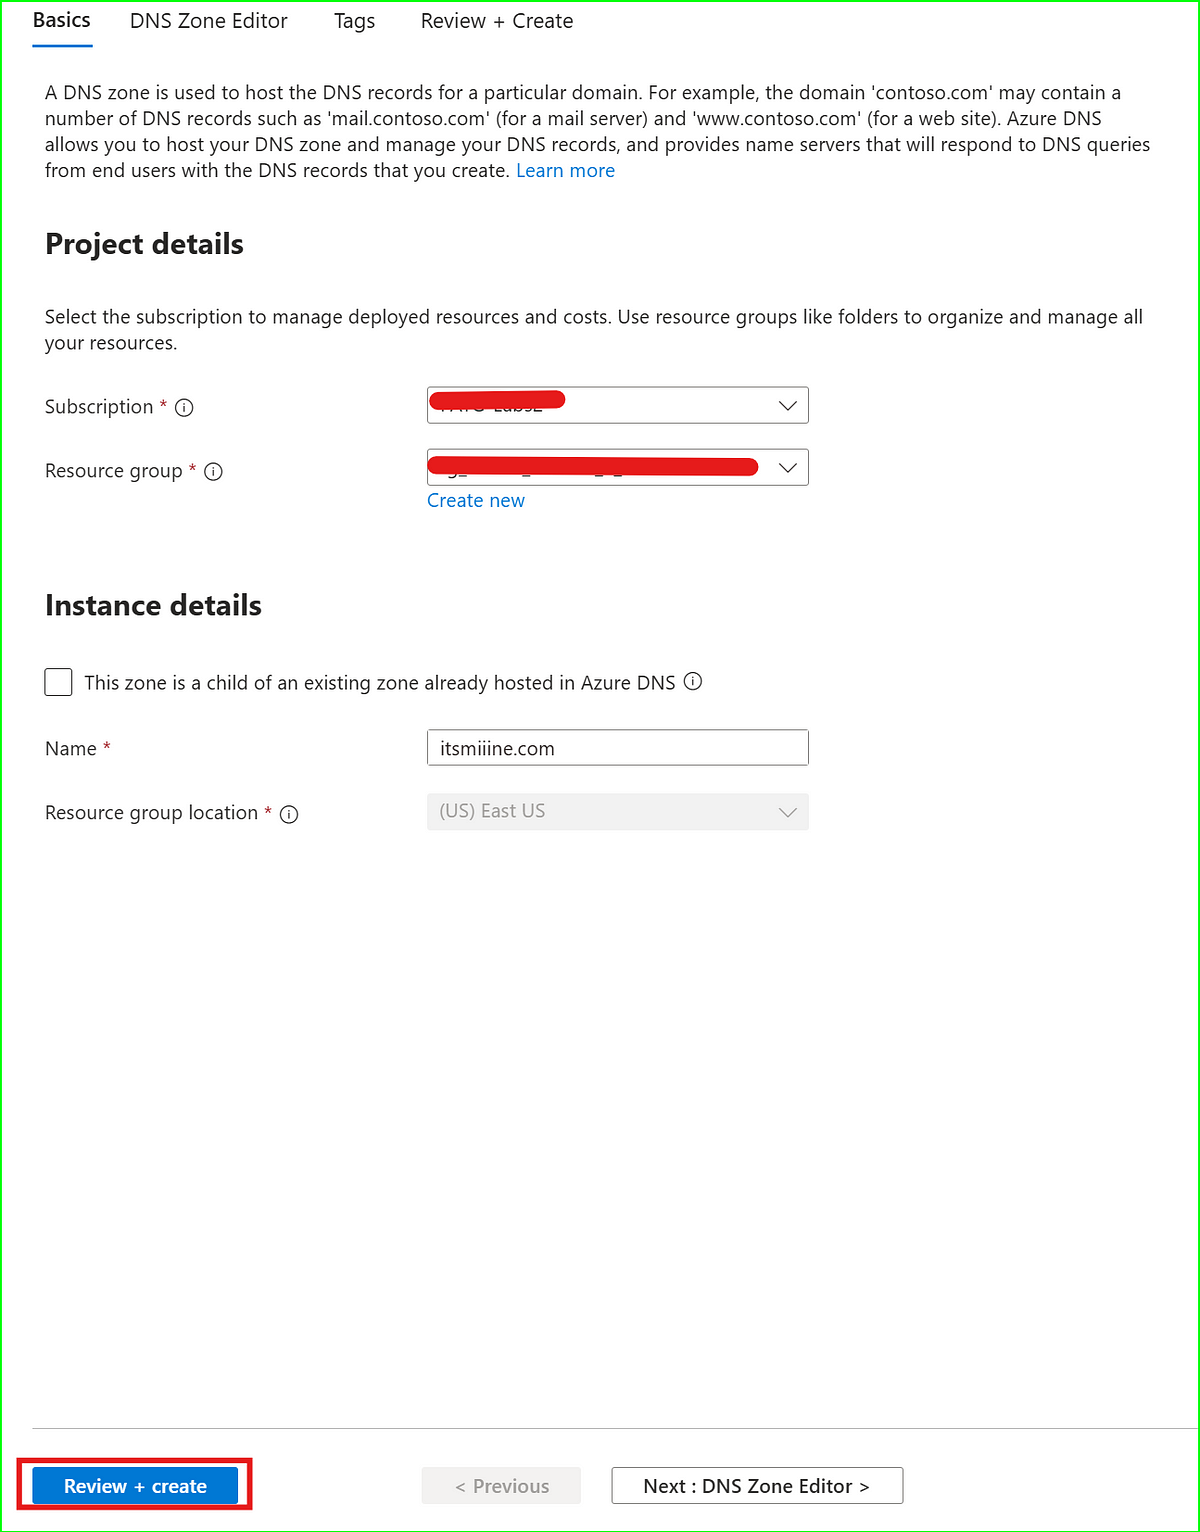 Basics DNS Zone Editor Tags Review + Create
A DNS zone is used to host the DNS records for a particular domain. For example, the domain 'contoso.com' may contain a
number of DNS records such as 'mail.contoso.com' (for a mail server) and 'www.contoso.com' (for a web site). Azure DNS
allows you to host your DNS zone and manage your DNS records, and provides name servers that will respond to DNS queries
from end users with the DNS records that you create. Learn more
Project details
Select the subscription to manage deployed resources and costs. Use resource groups like folders to organize and manage all
your resources.
Subscription *
Resource group *
Create new
Instance details
This zone is a child of an existing zone already hosted in Azure DNS
Name * itsmiiine.com
Resource group location * (US) East US
Review + create < Previous Next : DNS Zone Editor >